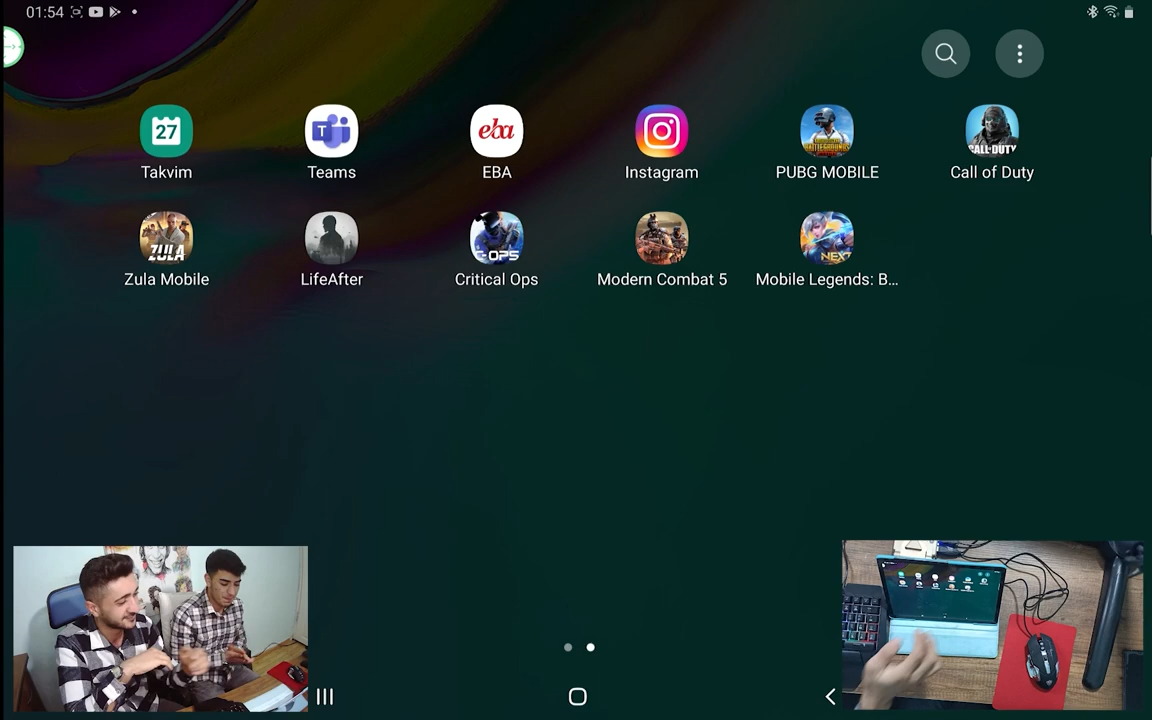 01:54
27
T
eba
CALL·DUTY
Takvim
Teams
EBA
Instagram
PUBG MOBILE
Call of Duty
ZULA
C-OPS
NEXT
Zula Mobile
LifeAfter
Critical Ops
Modern Combat 5
Mobile Legends: B...